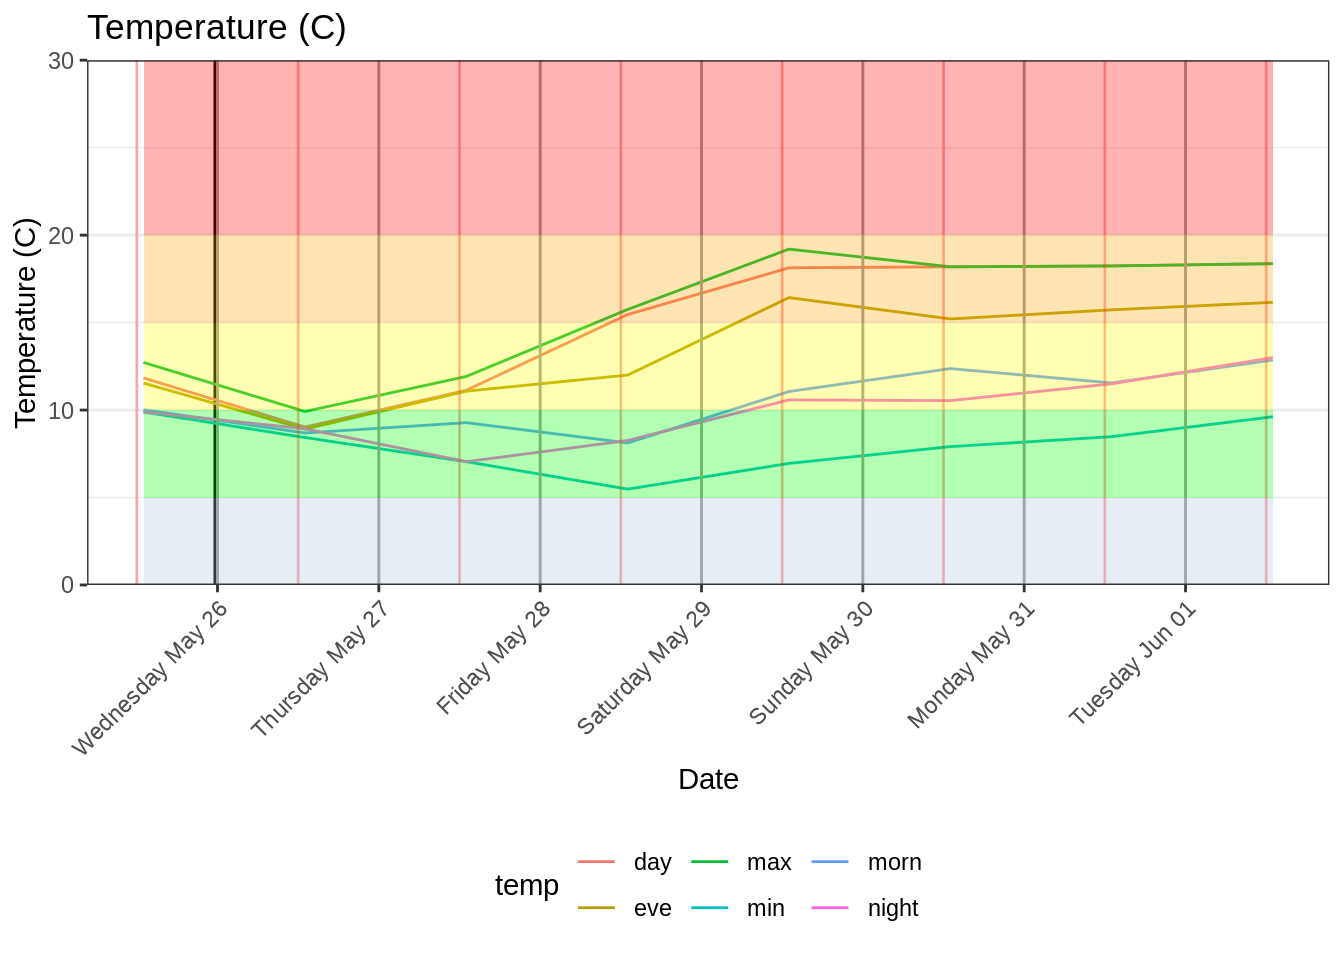 Temperature (C)
Temperature (C)
30
20
10
0
Wednesday May 26
Thursday May 27
Friday May 28
Saturday May 29
Sunday May 30
Monday May 31
Tuesday Jun 01
Date
temp
day
max
morn
eve
min
night